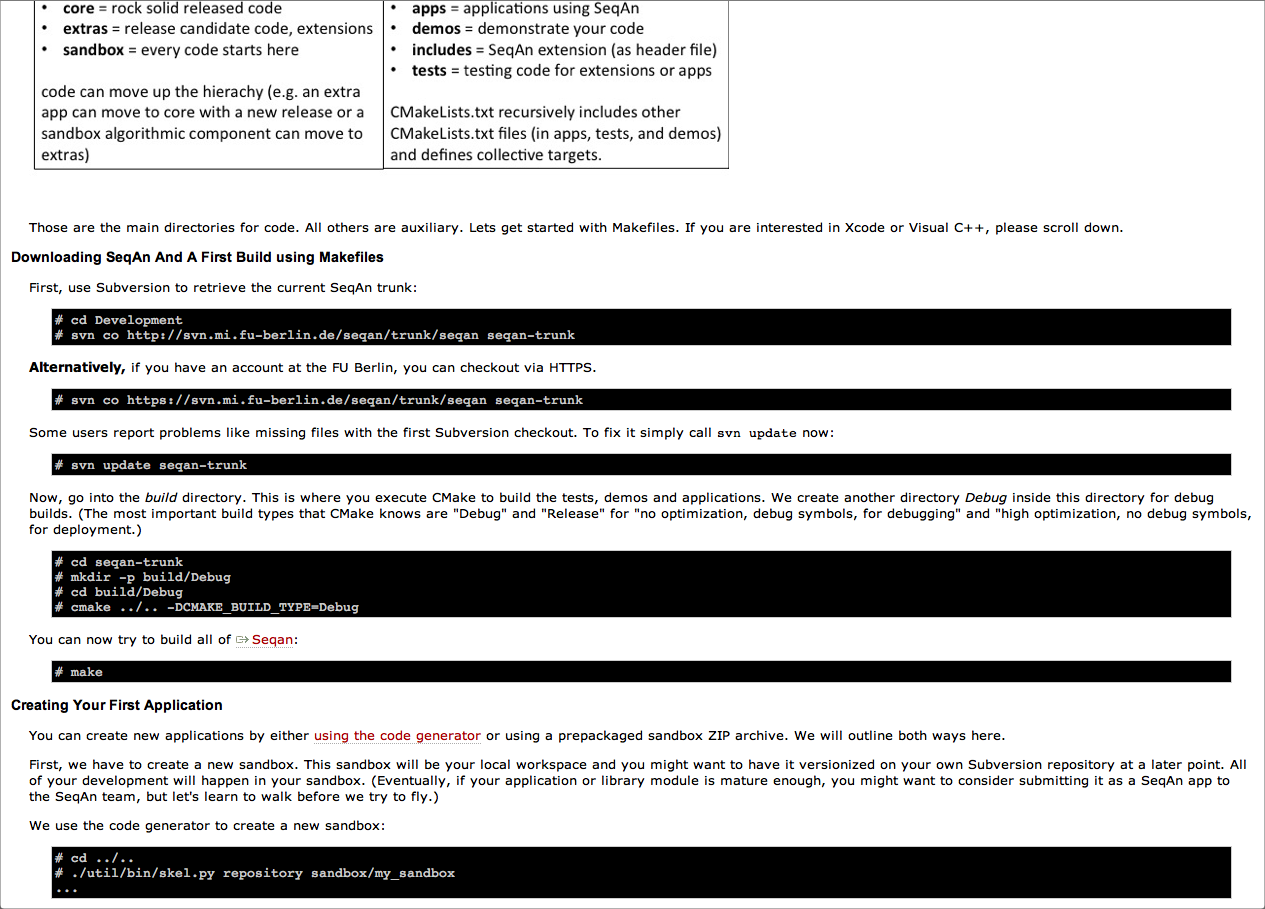 • core = rock solid released code
• extras = release candidate code, extensions
• sandbox = every code starts here
code can move up the hierachy (e.g. an extra
app can move to core with a new release or a
sandbox algorithmic component can move to
extras)
• apps = applications using SeqAn
• demos = demonstrate your code
• includes = SeqAn extension (as header file)
• tests = testing code for extensions or apps
CMakeLists.txt recursively includes other
CMakeLists.txt files (in apps, tests, and demos)
and defines collective targets.
Those are the main directories for code. All others are auxiliary. Lets get started with Makefiles. If you are interested in Xcode or Visual C++, please scroll down.
Downloading SeqAn And A First Build using Makefiles
First, use Subversion to retrieve the current SeqAn trunk:
# cd Development
# svn co http://svn.mi.fu-berlin.de/seqan/trunk/seqan seqan-trunk
Alternatively, if you have an account at the FU Berlin, you can checkout via HTTPS.
# svn co https://svn.mi.fu-berlin.de/seqan/trunk/seqan seqan-trunk
Some users report problems like missing files with the first Subversion checkout. To fix it simply call svn update now:
# svn update seqan-trunk
Now, go into the build directory. This is where you execute CMake to build the tests, demos and applications. We create another directory Debug inside this directory for debug
builds. (The most important build types that CMake knows are "Debug" and "Release" for "no optimization, debug symbols, for debugging" and "high optimization, no debug symbols,
for deployment.)
# cd seqan-trunk
# mkdir -p build/Debug
# cd build/Debug
# cmake ../.. -DCMAKE_BUILD_TYPE=Debug
You can now try to build all of Seqan:
# make
Creating Your First Application
You can create new applications by either using the code generator or using a prepackaged sandbox ZIP archive. We will outline both ways here.
First, we have to create a new sandbox. This sandbox will be your local workspace and you might want to have it versionized on your own Subversion repository at a later point. All
of your development will happen in your sandbox. (Eventually, if your application or library module is mature enough, you might want to consider submitting it as a SeqAn app to
the SeqAn team, but let's learn to walk before we try to fly.)
We use the code generator to create a new sandbox:
# cd ../..
# ./util/bin/skel.py repository sandbox/my_sandbox
...